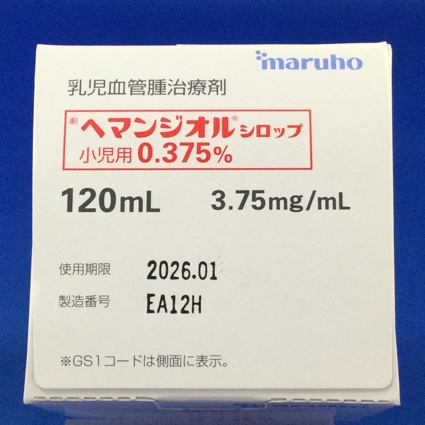 maruho
乳児血管腫治療剤
劇 ヘマンジオル® シロップ
小児用 0.375%
120mL 3.75mg/mL
使用期限 2026.01
製造番号 EA12H
※GS1コードは側面に表示。